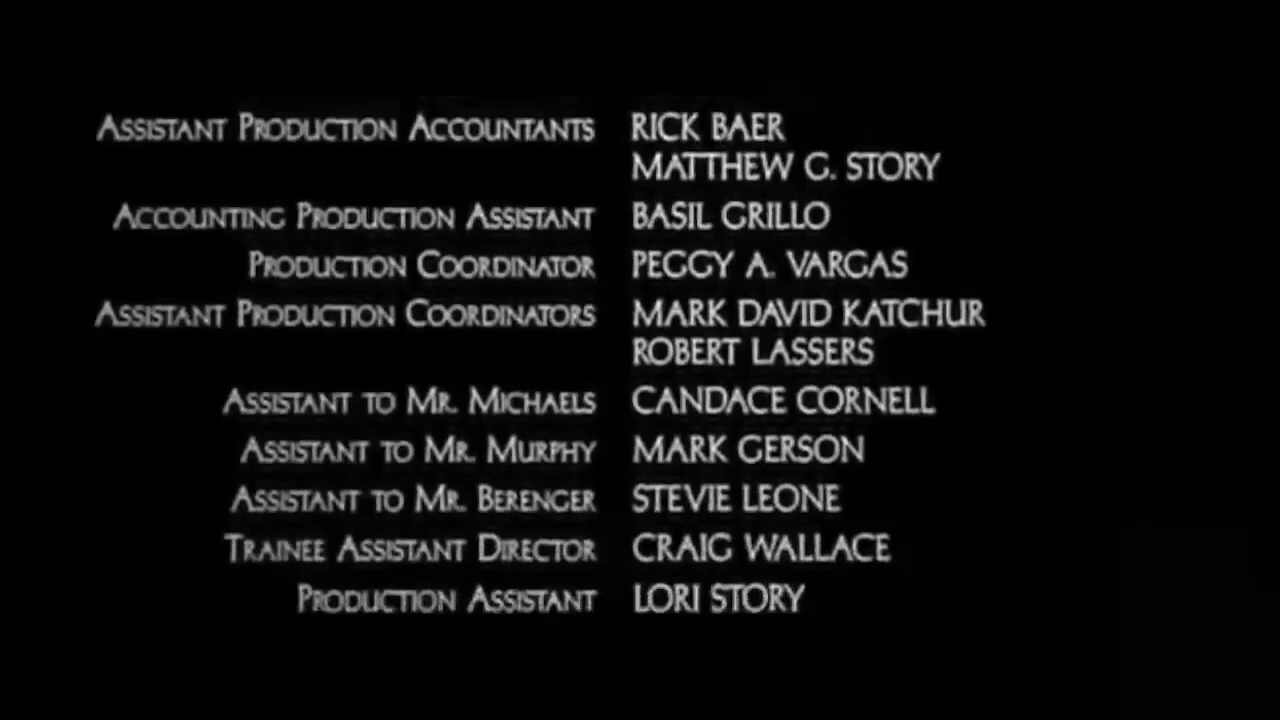 Assistant Production Accountants RICK BAER
MATTHEW G. STORY
Accounting Production Assistant BASIL GRILLO
Production Coordinator PEGGY A. VARGAS
Assistant Production Coordinators MARK DAVID KATCHUR
ROBERT LASSERS
Assistant to Mr. Michaels CANDACE CORNELL
Assistant to Mr. Murphy MARK GERSON
Assistant to Mr. Berenger STEVIE LEONE
Trainee Assistant Director CRAIG WALLACE
Production Assistant LORI STORY